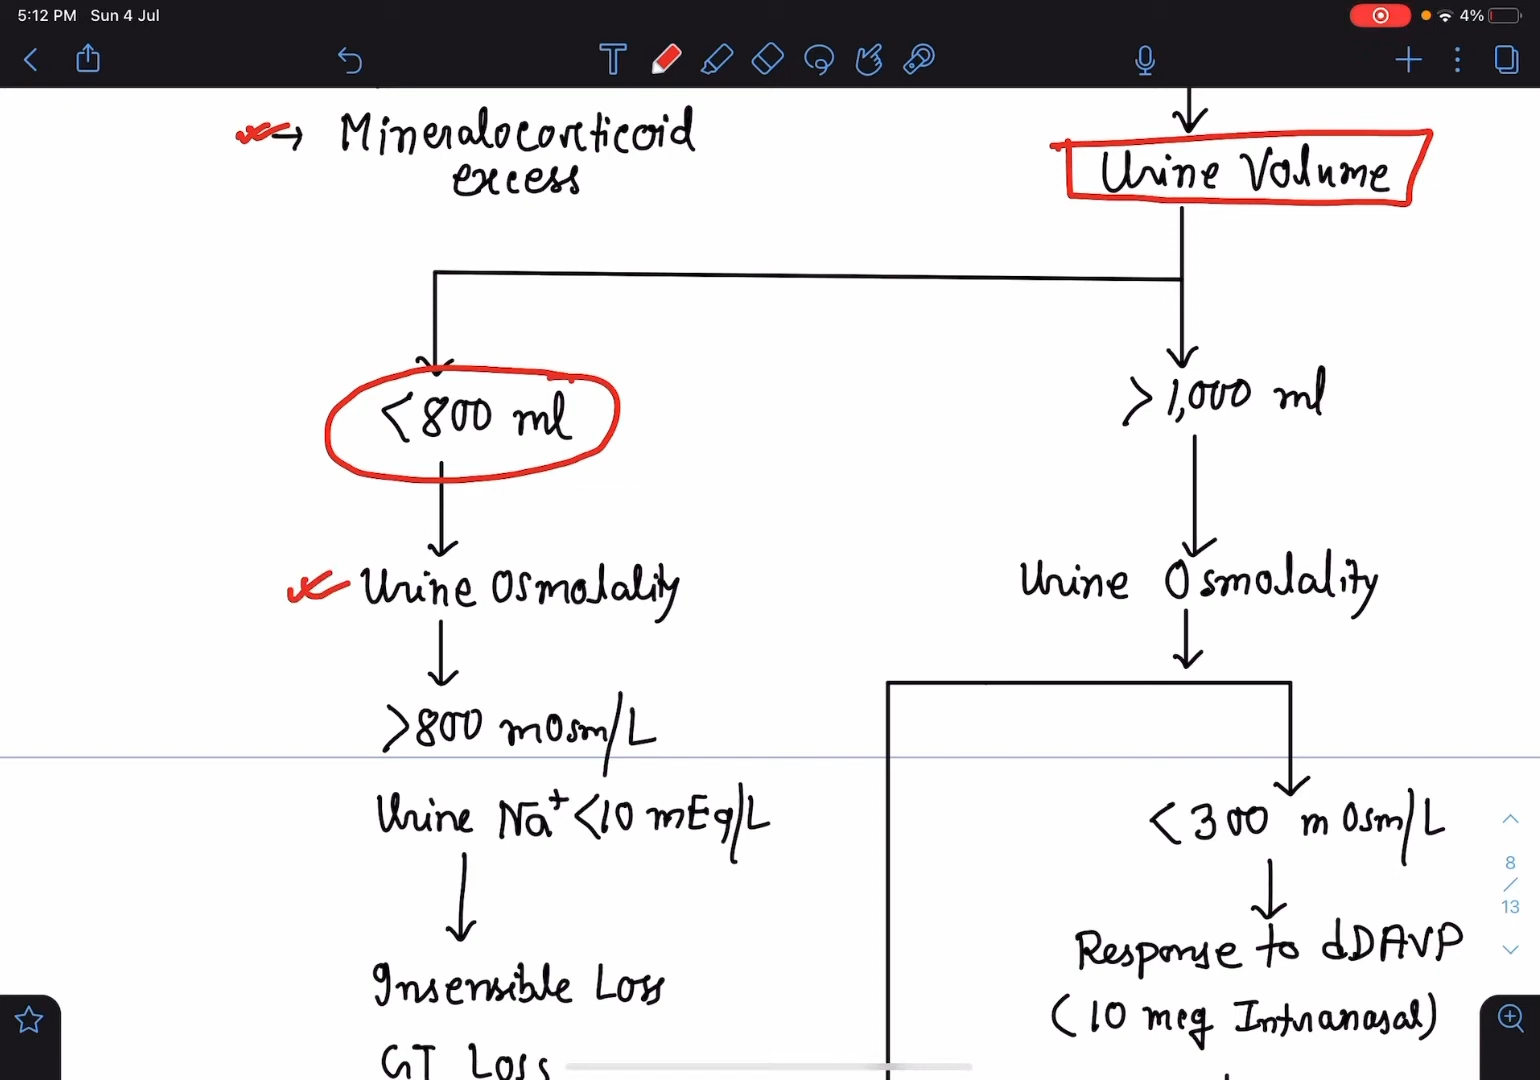 5:12 PM Sun 4 Jul
4%
T
→ Mineralocorticoid
excess
Urine Volume
<800 ml
>1,000 ml
Urine Osmolality
Urine Osmolality
>800 mOsm/L
Urine Na+ <10 mEq/L
<300 mOsm/L
Response to dDAVP
(10 mcg Intranasal)
Insensible Loss
GT Loss
8
/
13